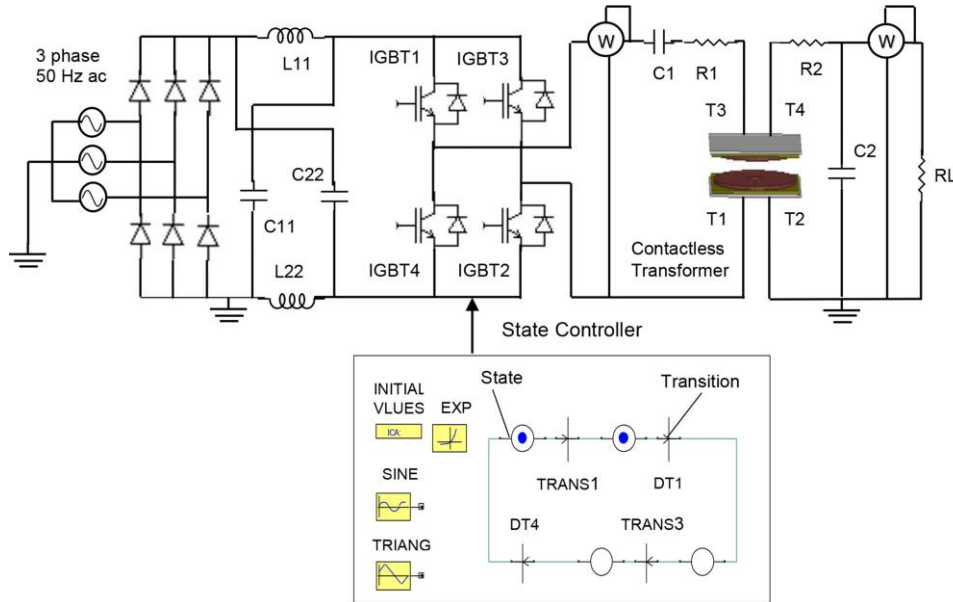 3 phase
50 Hz ac
L11
C22
C11
L22
IGBT1
IGBT3
IGBT4
IGBT2
W
C1
R1
R2
W
T3
T4
C2
RL
T1
T2
Contactless
Transformer
State Controller
State
Transition
INITIAL
VLUES
EXP
ICA:
SINE
TRIANG
TRANS1
DT1
DT4
TRANS3